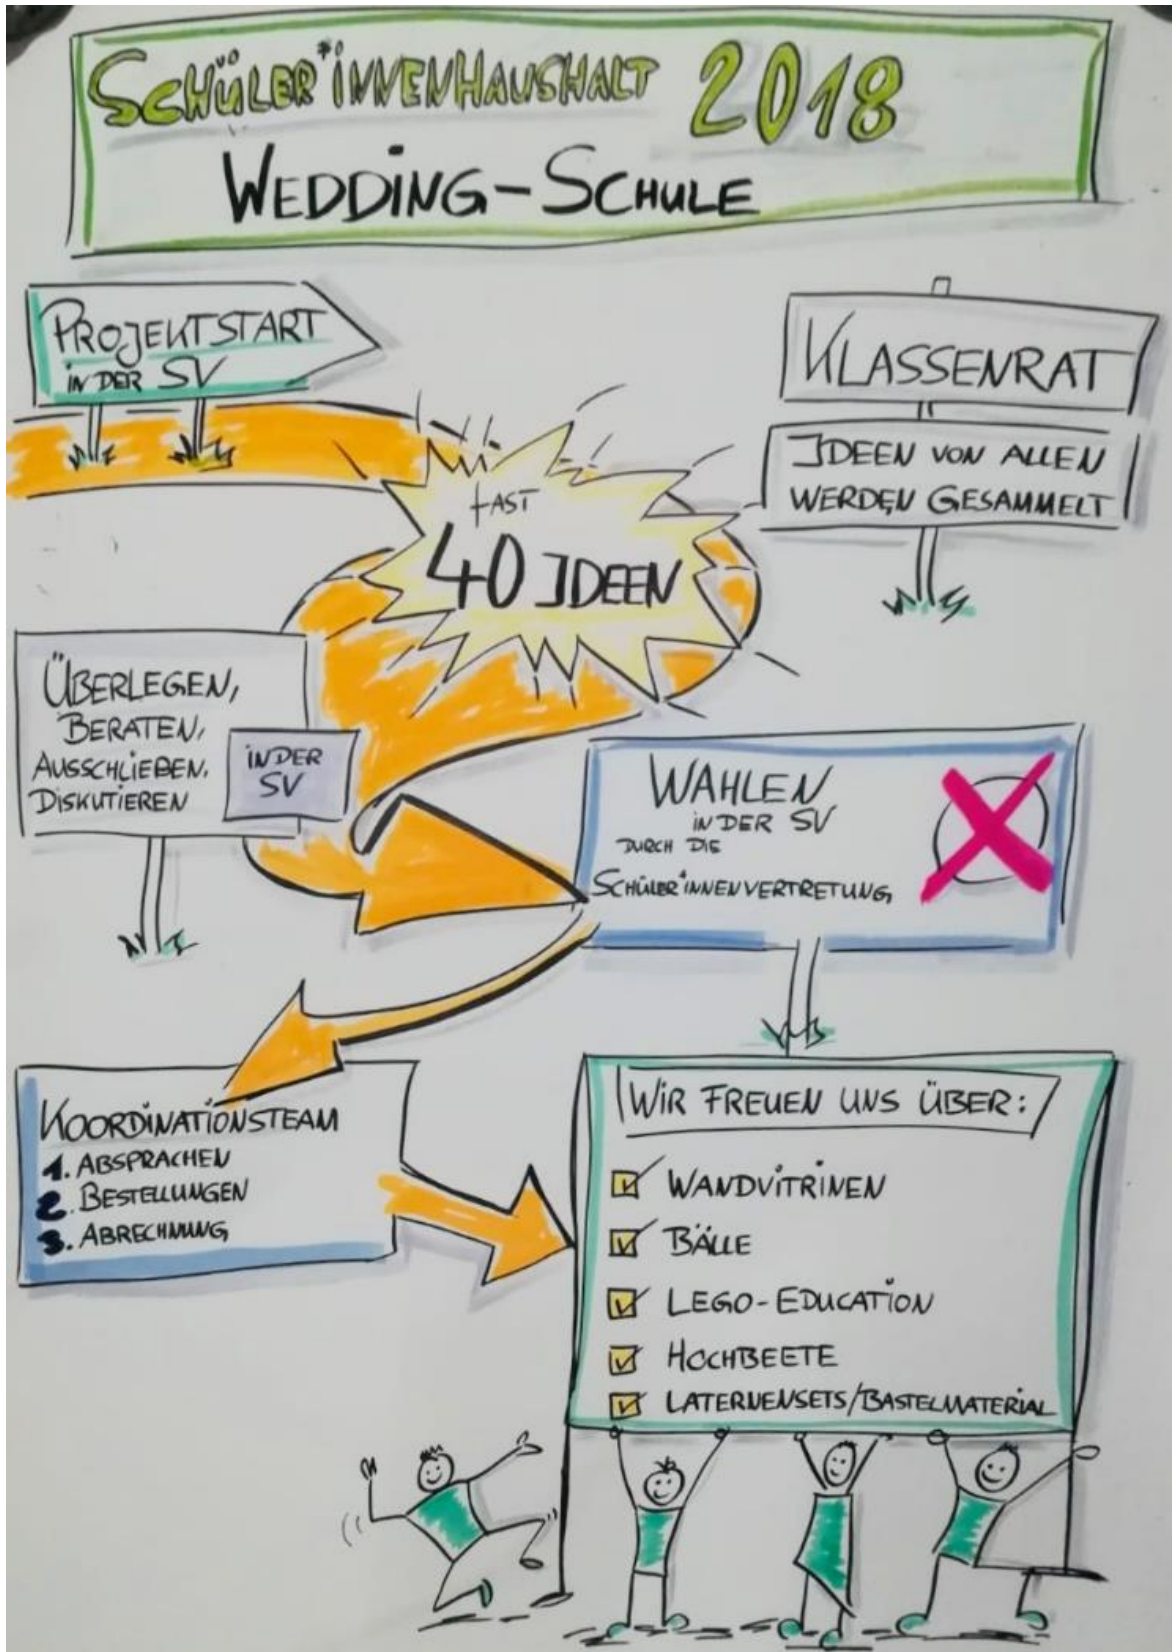 SCHÜLER*INNENHAUSHALT 2018
WEDDING-SCHULE
PROJEKTSTART
IN DER SV
KLASSENRAT
IDEEN VON ALLEN
WERDEN GESAMMELT
FAST
40 IDEEN
ÜBERLEGEN,
BERATEN,
AUSSCHLIEßEN,
DISKUTIEREN
IN DER
SV
WAHLEN
IN DER SV
DURCH DIE
SCHÜLER*INNENVERTRETUNG
KOORDINATIONSTEAM
1. ABSPRACHEN
2. BESTELLUNGEN
3. ABRECHNUNG
WIR FREUEN UNS ÜBER:
WANDVITRINEN
BÄLLE
LEGO-EDUCATION
HOCHBEETE
LATERNENSETS/BASTELMATERIAL